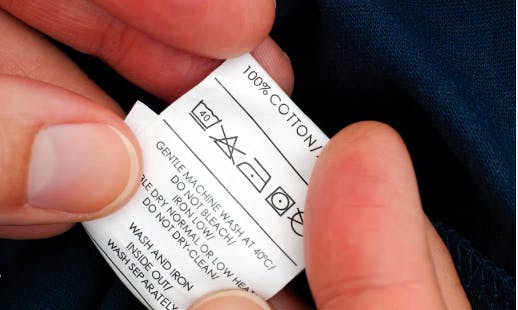 100% COTTON/
40
GENTLE MACHINE WASH AT 40°C/
DO NOT BLEACH/
IRON LOW/
DRY NORMAL OR LOW HEAT
DO NOT DRY-CLEAN/
WASH AND IRON
INSIDE OUT/
WASH SEPARATELY